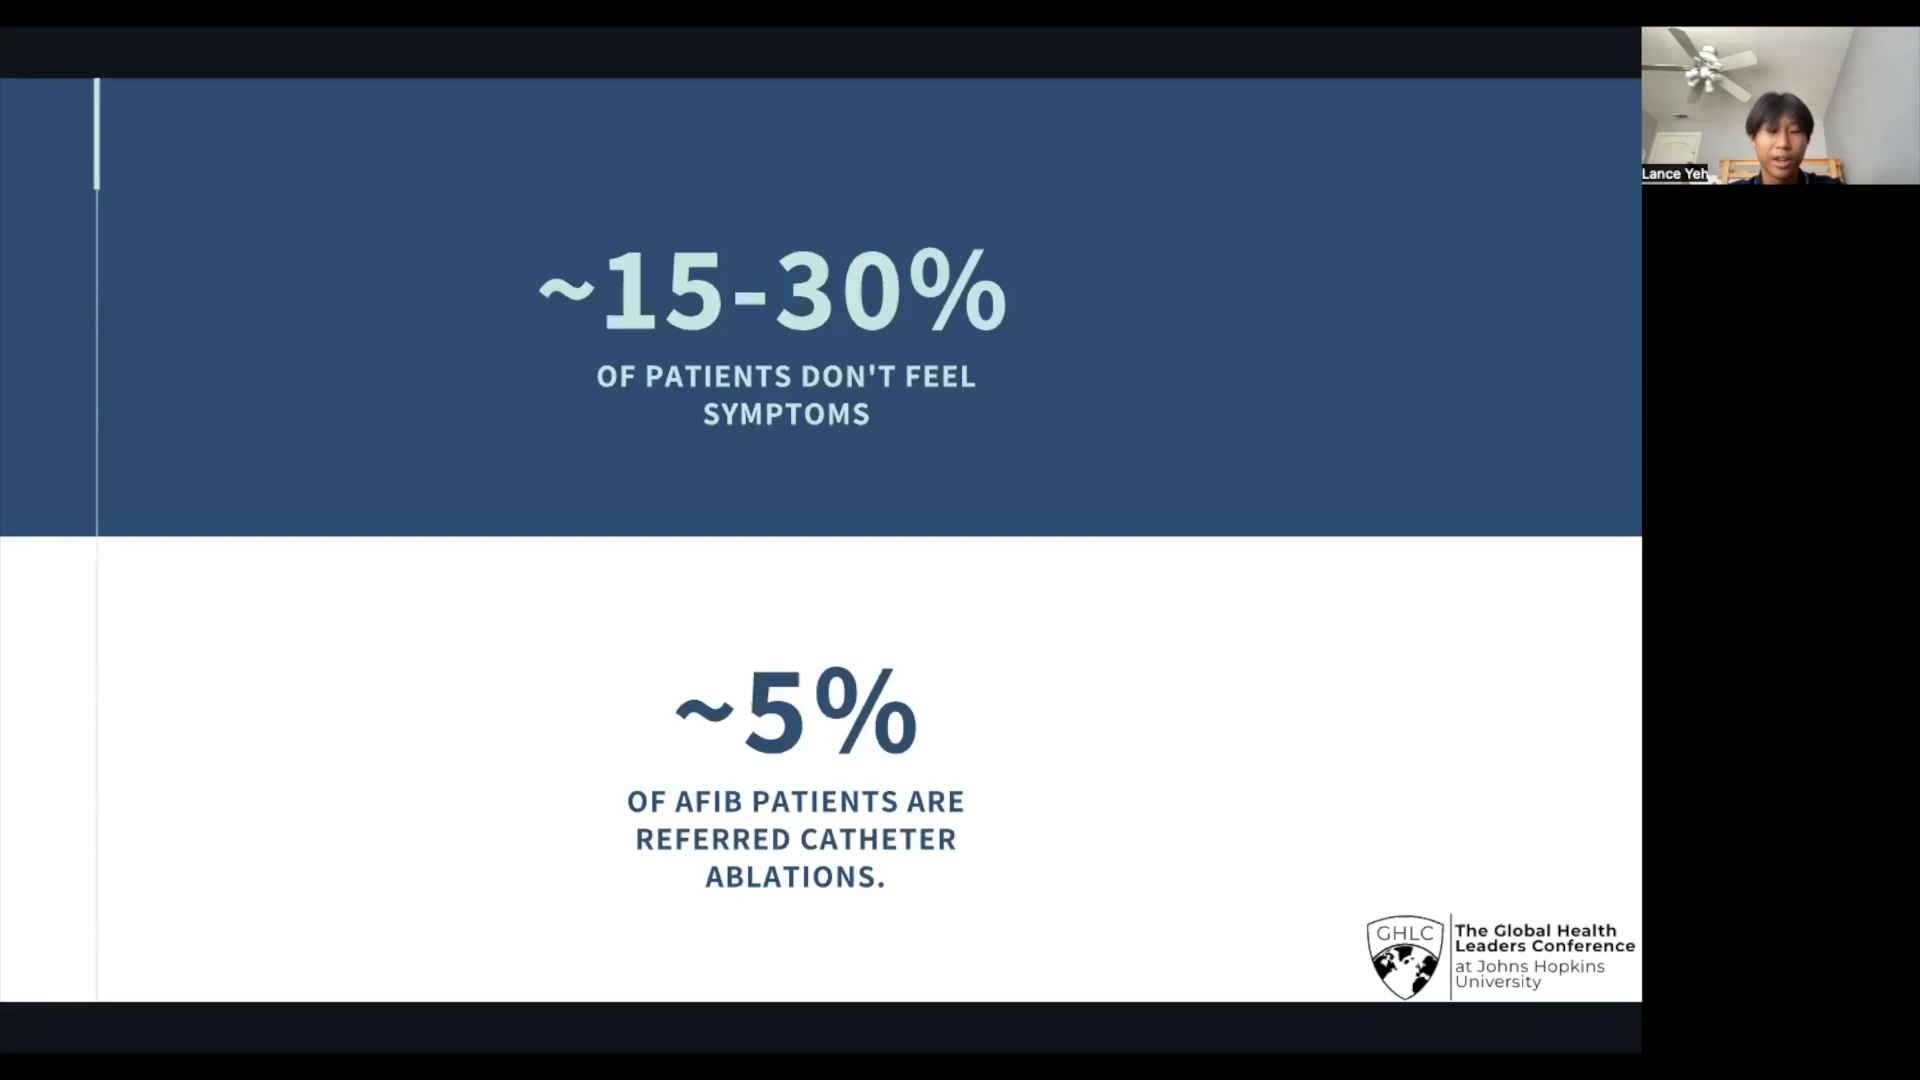 ~15-30%
OF PATIENTS DON'T FEEL
SYMPTOMS
~5%
OF AFIB PATIENTS ARE
REFERRED CATHETER
ABLATIONS.
GHLC
The Global Health
Leaders Conference
at Johns Hopkins
University
Lance Yeh